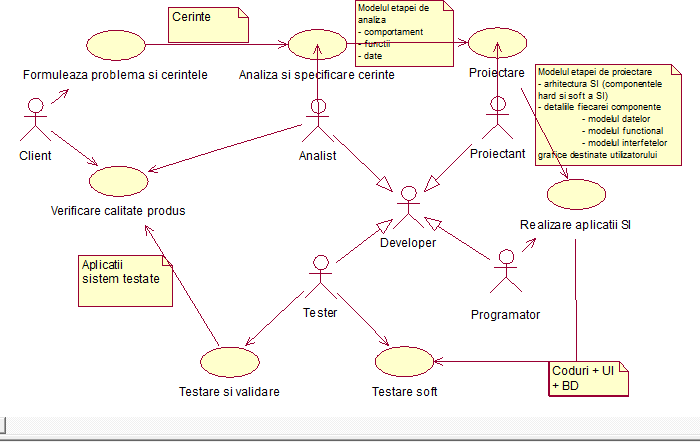 Cerinte
Formuleaza problema si cerintele
Modelul etapei de
analiza
- comportament
- functii
- date
Analiza si specificare cerinte
Proiectare
Modelul etapei de proiectare
- arhitectura SI (componentele
hard si soft a SI)
- detaliile fiecarei componente
- modelul datelor
- modelul functional
- modelul interfetelor
grafice destinate utilizatorului
Client
Analist
Proiectant
Verificare calitate produs
Realizare aplicatii SI
Developer
Aplicatii
sistem testate
Tester
Programator
Testare si validare
Testare soft
Coduri + UI
+ BD